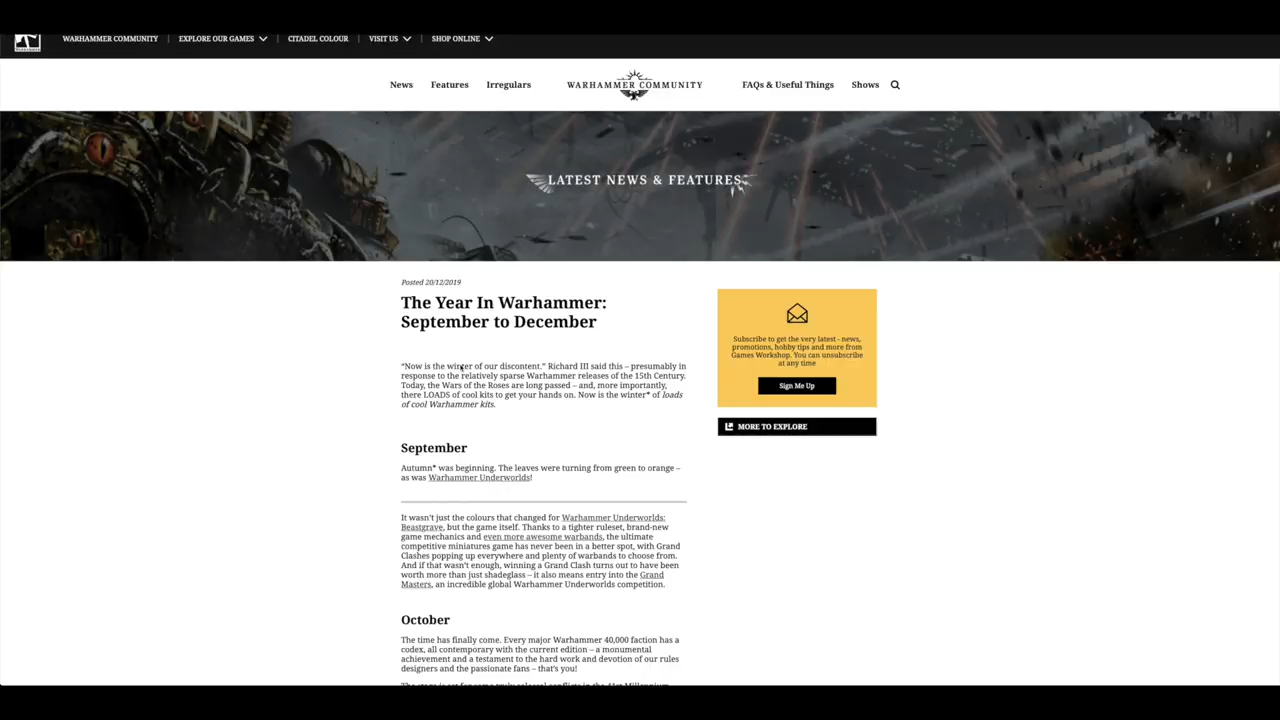 WARHAMMER COMMUNITY | EXPLORE OUR GAMES | CITADEL COLOUR | VISIT US | SHOP ONLINE
News Features Irregulars WARHAMMER COMMUNITY FAQs & Useful Things Shows
LATEST NEWS & FEATURES
Posted 20/12/2019
The Year In Warhammer:
September to December
“Now is the winter of our discontent.” Richard III said this – presumably in
response to the relatively sparse Warhammer releases of the 15th Century.
Today, the Wars of the Roses are long passed – and, more importantly,
there LOADS of cool kits to get your hands on. Now is the winter* of loads
of cool Warhammer kits.
September
Autumn* was beginning. The leaves were turning from green to orange –
as was Warhammer Underworlds!
It wasn’t just the colours that changed for Warhammer Underworlds:
Beastgrave, but the game itself. Thanks to a tighter ruleset, brand-new
game mechanics and even more awesome warbands, the ultimate
competitive miniatures game has never been in a better spot, with Grand
Clashes popping up everywhere and plenty of warbands to choose from.
And if that wasn’t enough, winning a Grand Clash turns out to have been
worth more than just shadeglass – it also means entry into the Grand
Masters, an incredible global Warhammer Underworlds competition.
October
The time has finally come. Every major Warhammer 40,000 faction has a
codex, all contemporary with the current edition – a monumental
achievement and a testament to the hard work and devotion of our rules
designers and the passionate fans – that’s you!
Subscribe to get the very latest - news,
promotions, hobby tips and more from
Games Workshop. You can unsubscribe
at any time
Sign Me Up
MORE TO EXPLORE